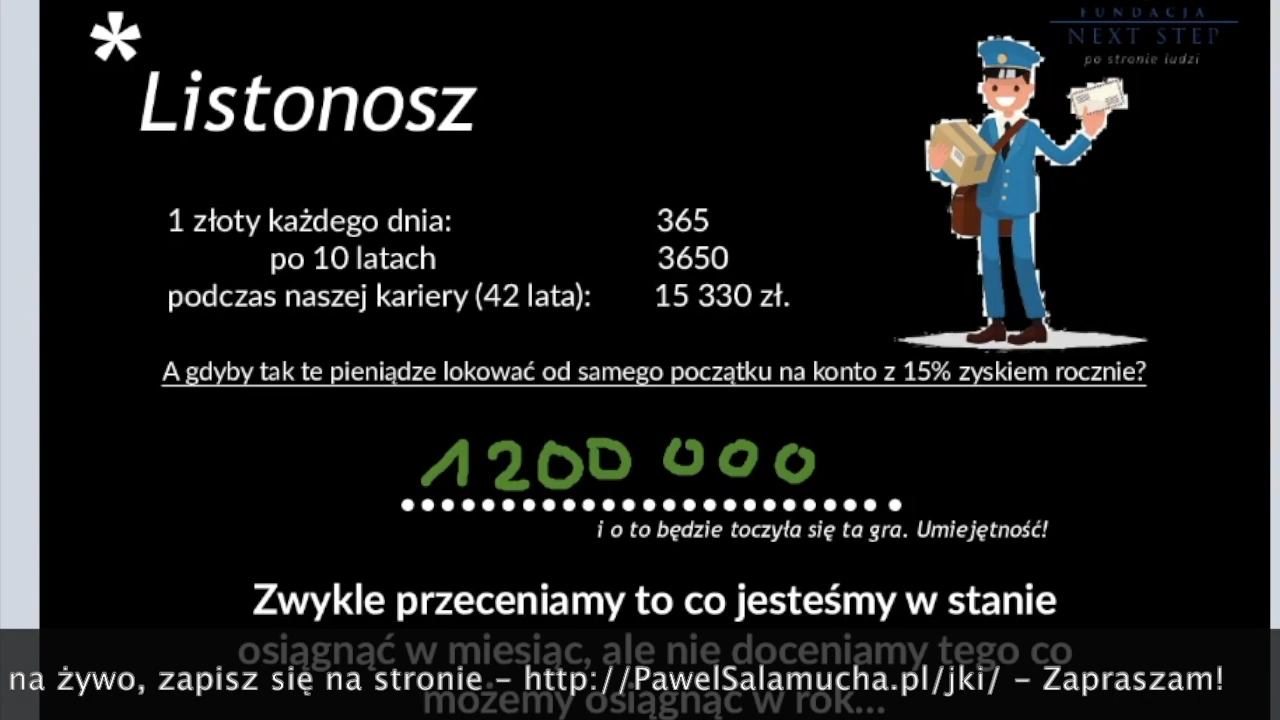 FUNDACJA
NEXT STEP
po stronie ludzi
* Listonosz
1 złoty każdego dnia: 365
po 10 latach 3650
podczas naszej kariery (42 lata): 15 330 zł.
A gdyby tak te pieniądze lokować od samego początku na konto z 15% zyskiem rocznie?
1200 000
i o to będzie toczyła się ta gra. Umiejętność!
Zwykle przeceniamy to co jesteśmy w stanie
osiągnąć w miesiąc, ale nie doceniamy tego co
na żywo, zapisz się na stronie - http://PawelSalamucha.pl/jki/ - Zapraszam!
możemy osiągnąć w rok...